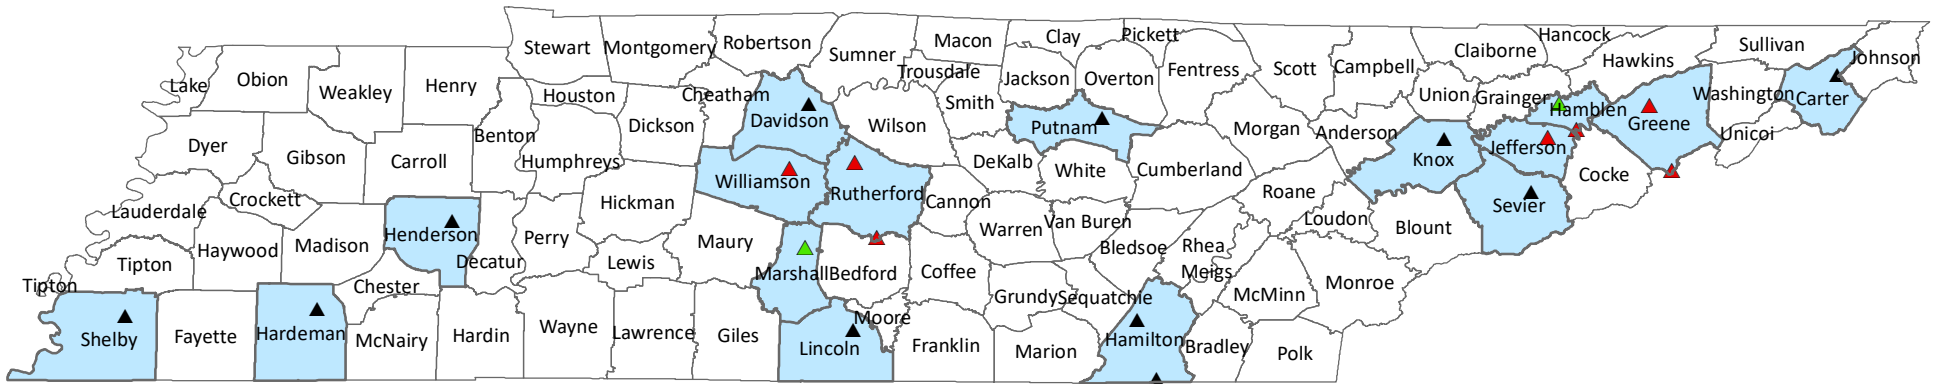 Stewart
Montgomery
Robertson
Sumner
Macon
Clay
Pickett
Hancock
Claiborne
Sullivan
Johnson
Lake
Obion
Weakley
Henry
Houston
Cheatham
Trousdale
Jackson
Overton
Fentress
Scott
Campbell
Hawkins
Union
Grainger
Hamblen
Washington
Carter
Smith
Dyer
Gibson
Carroll
Benton
Humphreys
Dickson
Davidson
Wilson
Putnam
Morgan
Anderson
Knox
Jefferson
Greene
Unicoi
DeKalb
White
Cumberland
Cocke
Lauderdale
Crockett
Hickman
Williamson
Rutherford
Cannon
Roane
Sevier
Tipton
Haywood
Madison
Henderson
Decatur
Perry
Lewis
Maury
Warren
Van Buren
Bledsoe
Rhea
Meigs
Loudon
Blount
Tipton
Chester
Marshall
Bedford
Coffee
Grundy
Sequatchie
McMinn
Monroe
Shelby
Fayette
Hardeman
McNairy
Hardin
Wayne
Lawrence
Giles
Lincoln
Moore
Franklin
Marion
Hamilton
Bradley
Polk